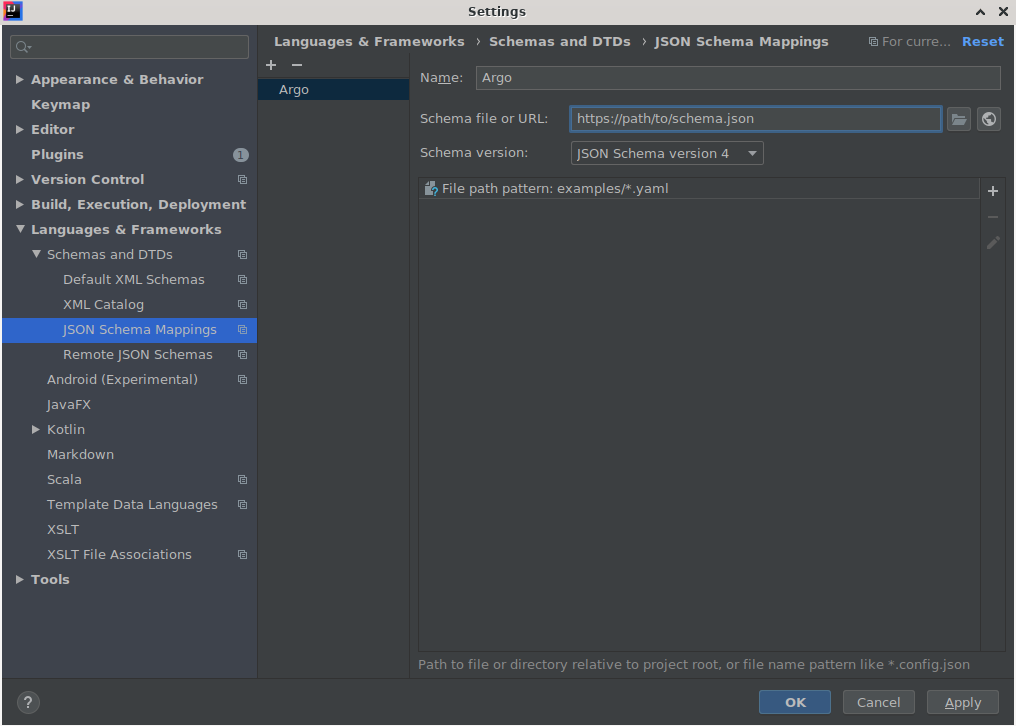 Settings
Languages & Frameworks › Schemas and DTDs › JSON Schema Mappings
For curre...
Reset
Appearance & Behavior
Keymap
Editor
Plugins
1
Version Control
Build, Execution, Deployment
Languages & Frameworks
Schemas and DTDs
Default XML Schemas
XML Catalog
JSON Schema Mappings
Remote JSON Schemas
Android (Experimental)
JavaFX
Kotlin
Markdown
Scala
Template Data Languages
XSLT
XSLT File Associations
Tools
Argo
Name: Argo
Schema file or URL: https://path/to/schema.json
Schema version: JSON Schema version 4
File path pattern: examples/*.yaml
Path to file or directory relative to project root, or file name pattern like *.config.json
?
OK
Cancel
Apply